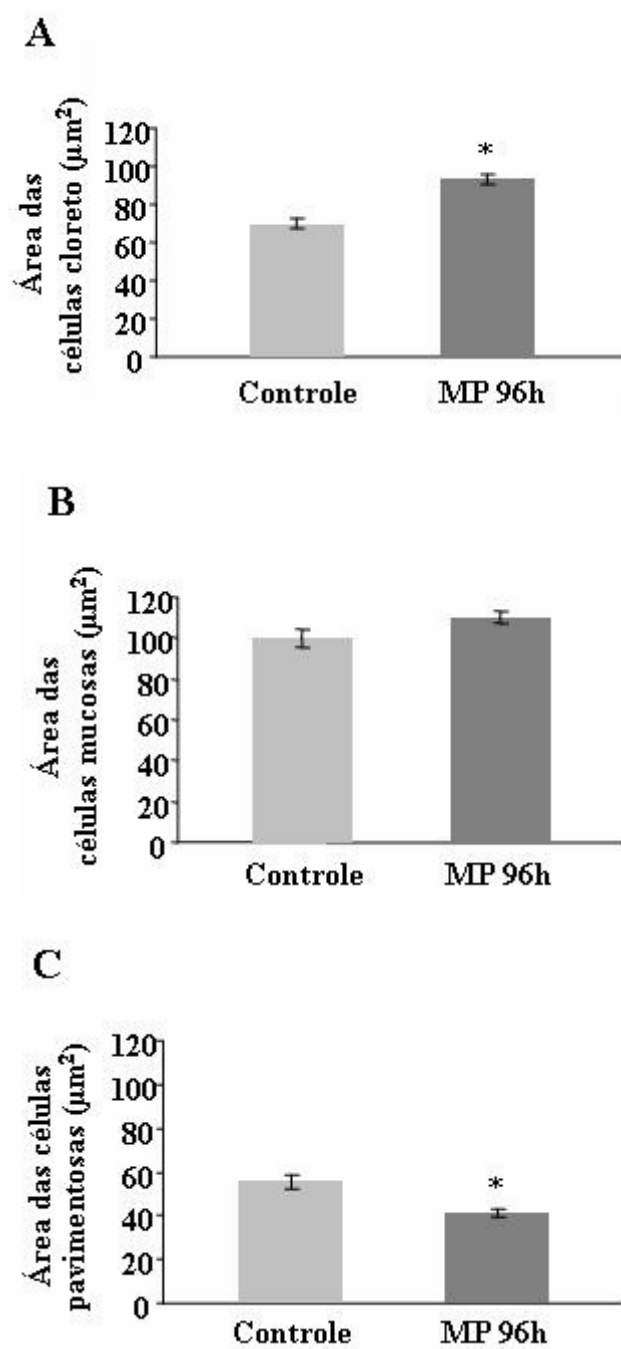 A
Área das
células cloreto (µm²)
120
100
80
60
40
20
0
*
Controle
MP 96h
B
Área das
células mucosas (µm²)
120
100
80
60
40
20
0
Controle
MP 96h
C
Área das células
pavimentosas (µm²)
120
100
80
60
40
20
0
*
Controle
MP 96h